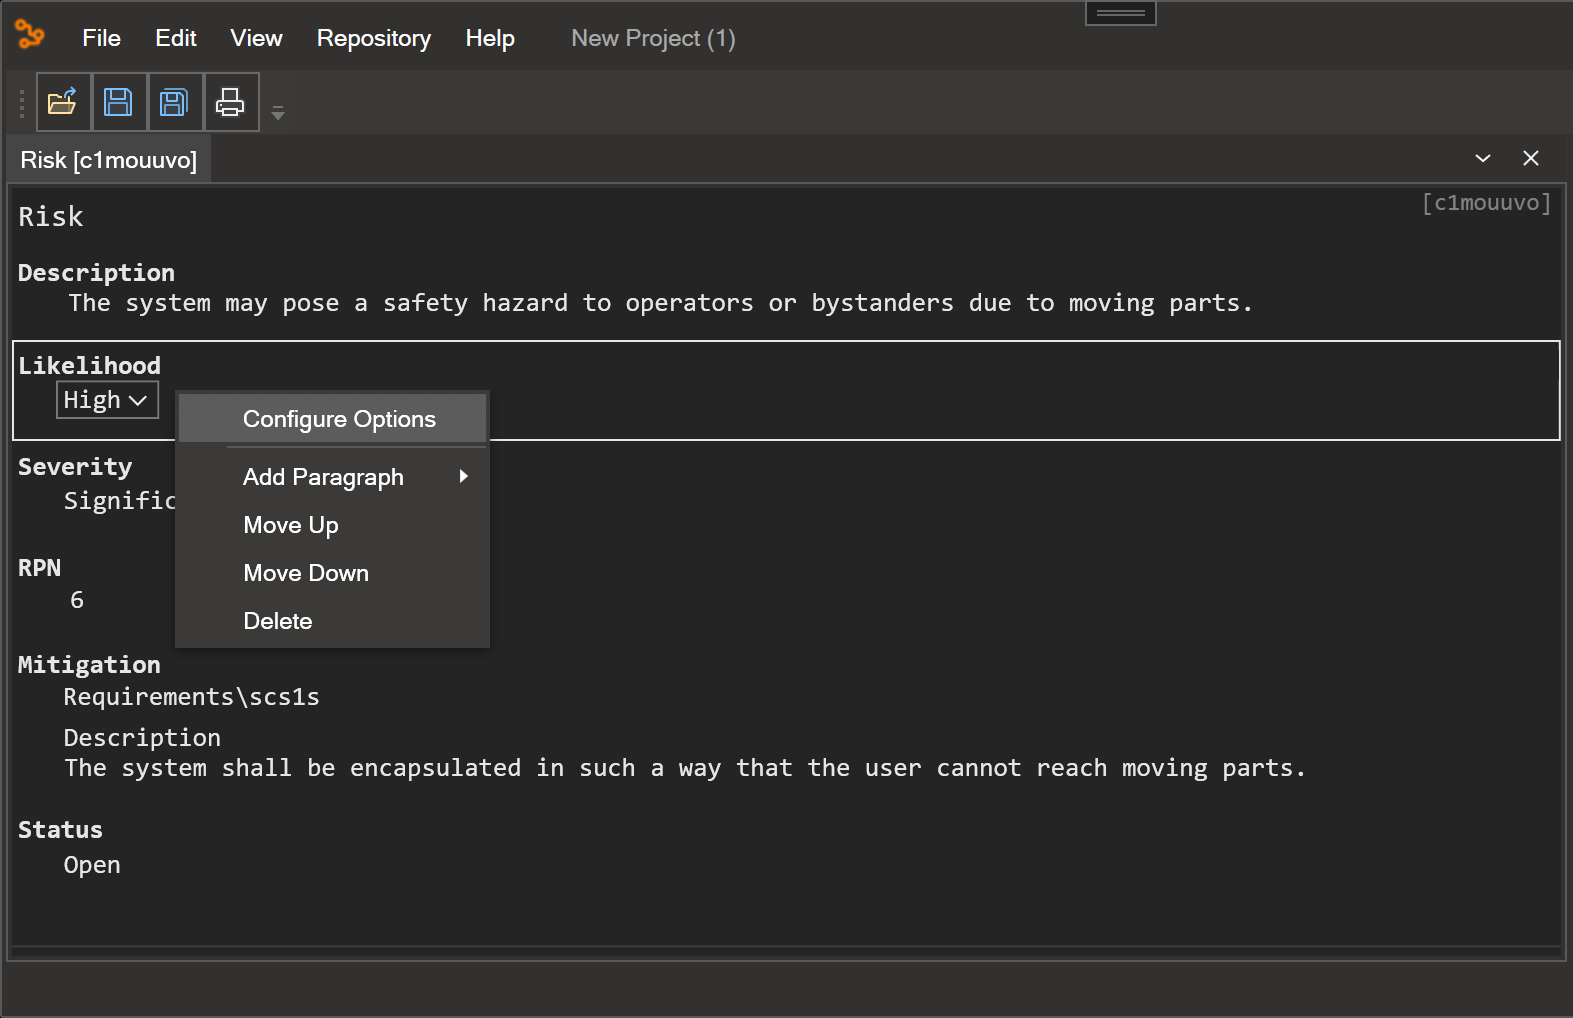 File Edit View Repository Help New Project (1)
Risk [c1mouuvo]
[c1mouuvo]
Risk
Description
The system may pose a safety hazard to operators or bystanders due to moving parts.
Likelihood
High
Configure Options
Add Paragraph
Move Up
Move Down
Delete
Severity
Signific
RPN
6
Mitigation
Requirements\scs1s
Description
The system shall be encapsulated in such a way that the user cannot reach moving parts.
Status
Open